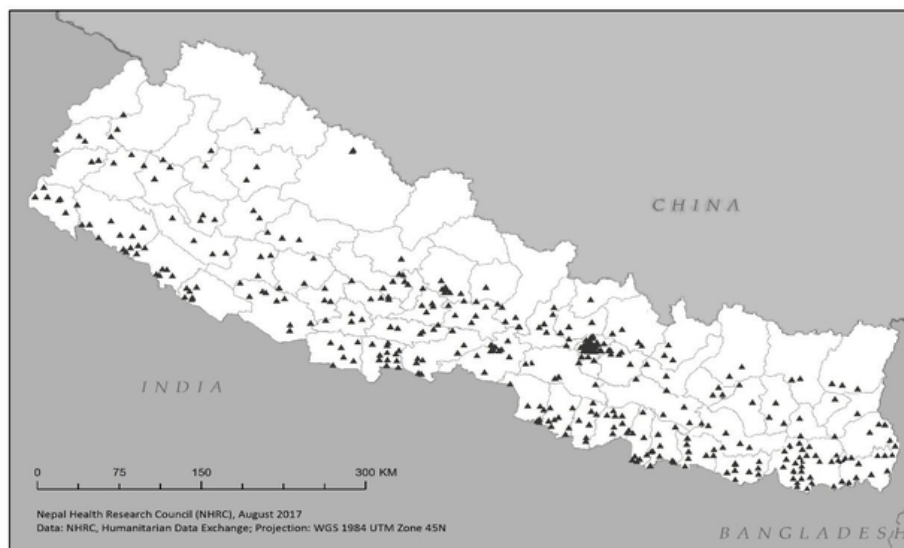 CHINA
INDIA
0 75 150 300 KM
Nepal Health Research Council (NHRC), August 2017
Data: NHRC, Humanitarian Data Exchange; Projection: WGS 1984 UTM Zone 45N
BANGLADESH